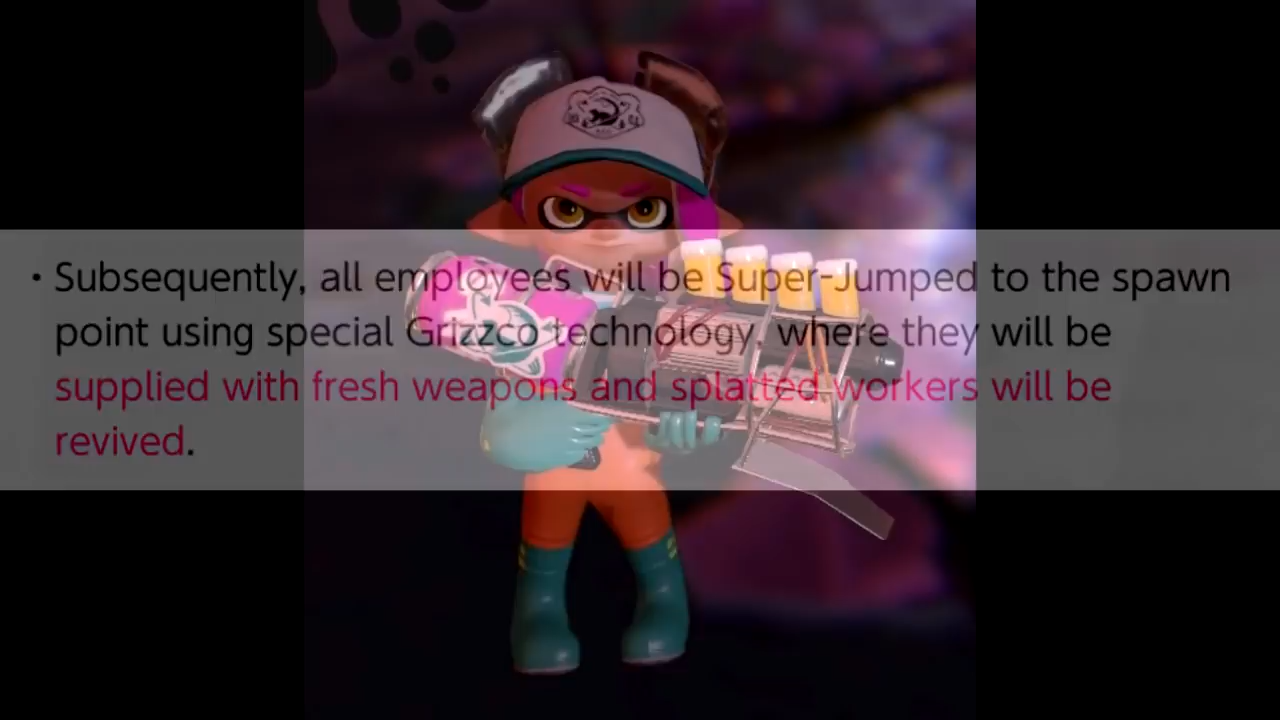 • Subsequently, all employees will be Super-Jumped to the spawn
point using special Grizzco technology, where they will be
supplied with fresh weapons and splatted workers will be
revived.